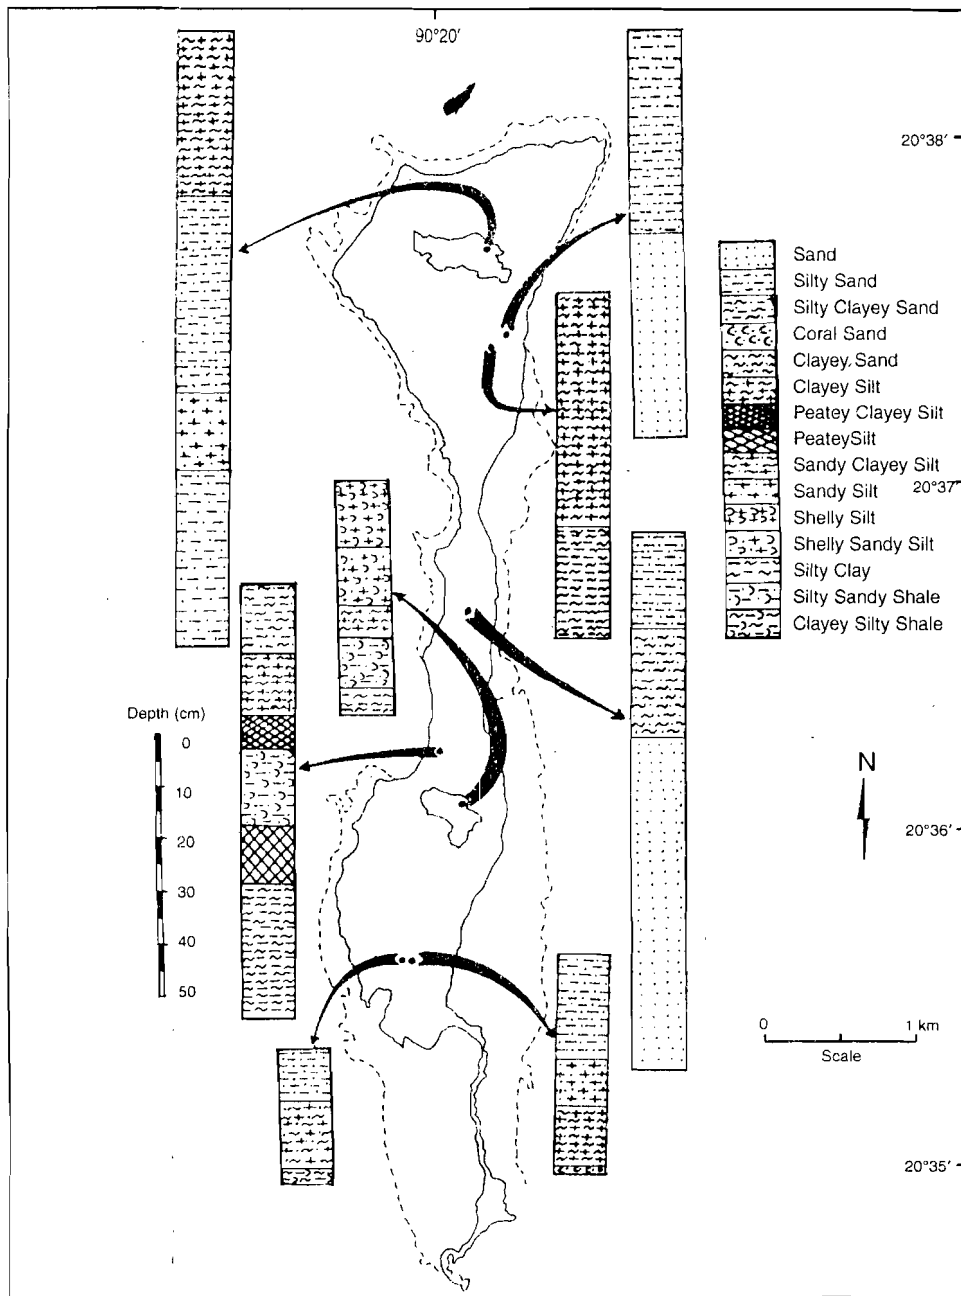 90°20'
20°38'
Sand
Silty Sand
Silty Clayey Sand
Coral Sand
Clayey Sand
Clayey Silt
Peatey Clayey Silt
PeateySilt
Sandy Clayey Silt
Sandy Silt
20°37'
Shelly Silt
Shelly Sandy Silt
Silty Clay
Silty Sandy Shale
Clayey Silty Shale
Depth (cm)
0
10
20
30
40
50
N
20°36'
0 1 km
Scale
20°35'